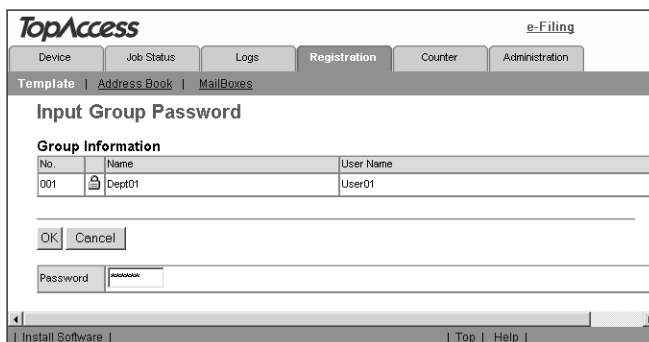 TopAccess e-Filing
Device Job Status Logs Registration Counter Administration
Template | Address Book | MailBoxes
Input Group Password
Group Information
No. Name User Name
001 Dept01 User01
OK Cancel
Password ******
| Install Software | | Top | Help |